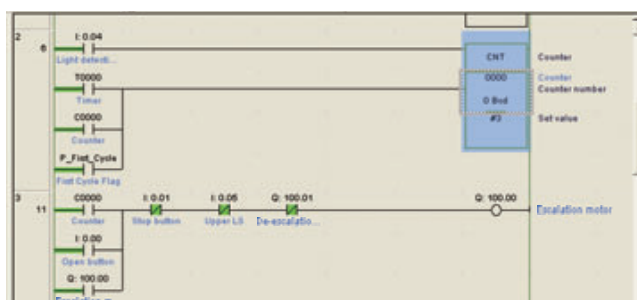 2
6
I: 0.04
Light detecti...
CNT
Counter
T0000
Timer
0000
Counter
Counter number
0 Bcd
C0000
Counter
#3
Set value
P_First_Cycle
First Cycle Flag
3
11
C0000
I: 0.01
I: 0.05
Q: 100.01
Q: 100.00
Counter
Stop button
Upper LS
De-escalatio...
Escalation motor
I: 0.00
Open button
Q: 100.00